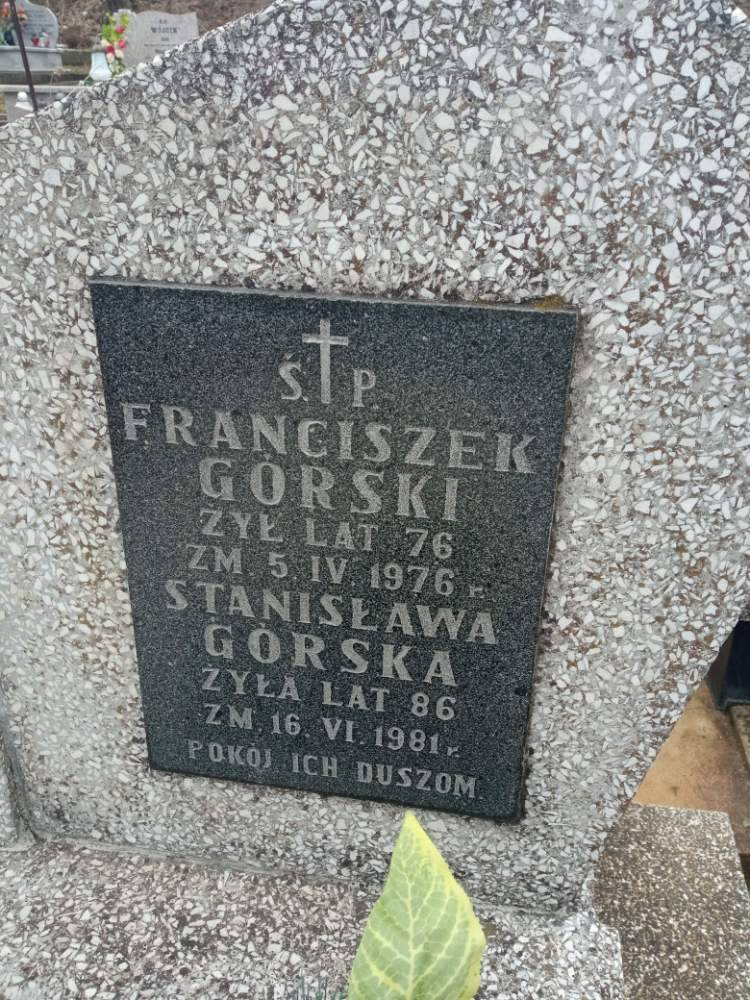 Ś. P.
FRANCISZEK
GÓRSKI
ŻYŁ LAT 76
ZM 5. IV. 1976 r.
STANISŁAWA
GÓRSKA
ŻYŁA LAT 86
ZM. 16. VI. 1981 r.
POKÓJ ICH DUSZOM